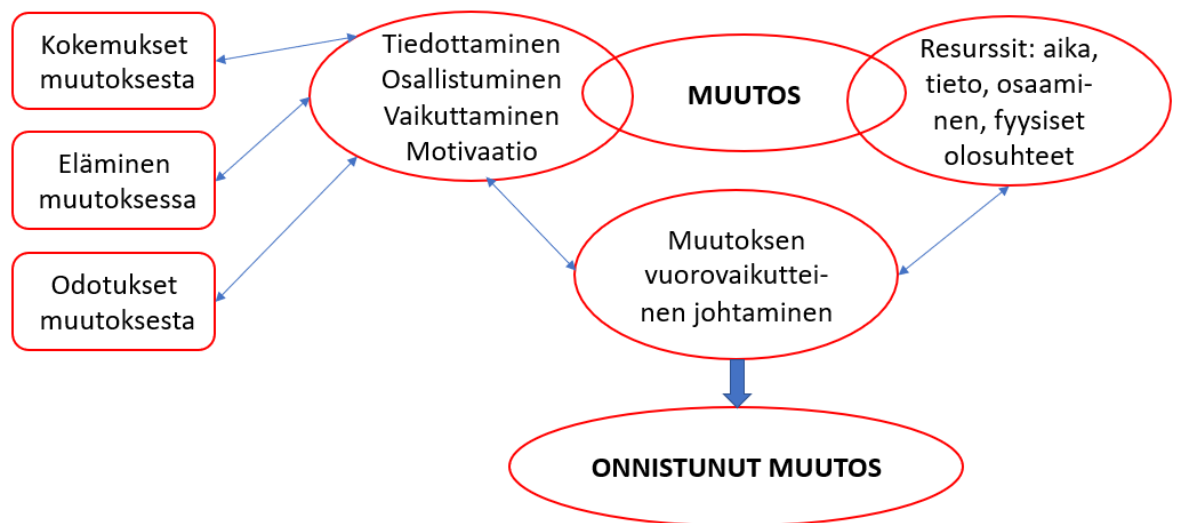 Kokemukset
muutoksesta
Eläminen
muutoksessa
Odotukset
muutoksesta
Tiedottaminen
Osallistuminen
Vaikuttaminen
Motivaatio
MUUTOS
Resurssit: aika,
tieto, osaami-
nen, fyysiset
olosuhteet
Muutoksen
vuorovaikuttei-
nen johtaminen
ONNISTUNUT MUUTOS